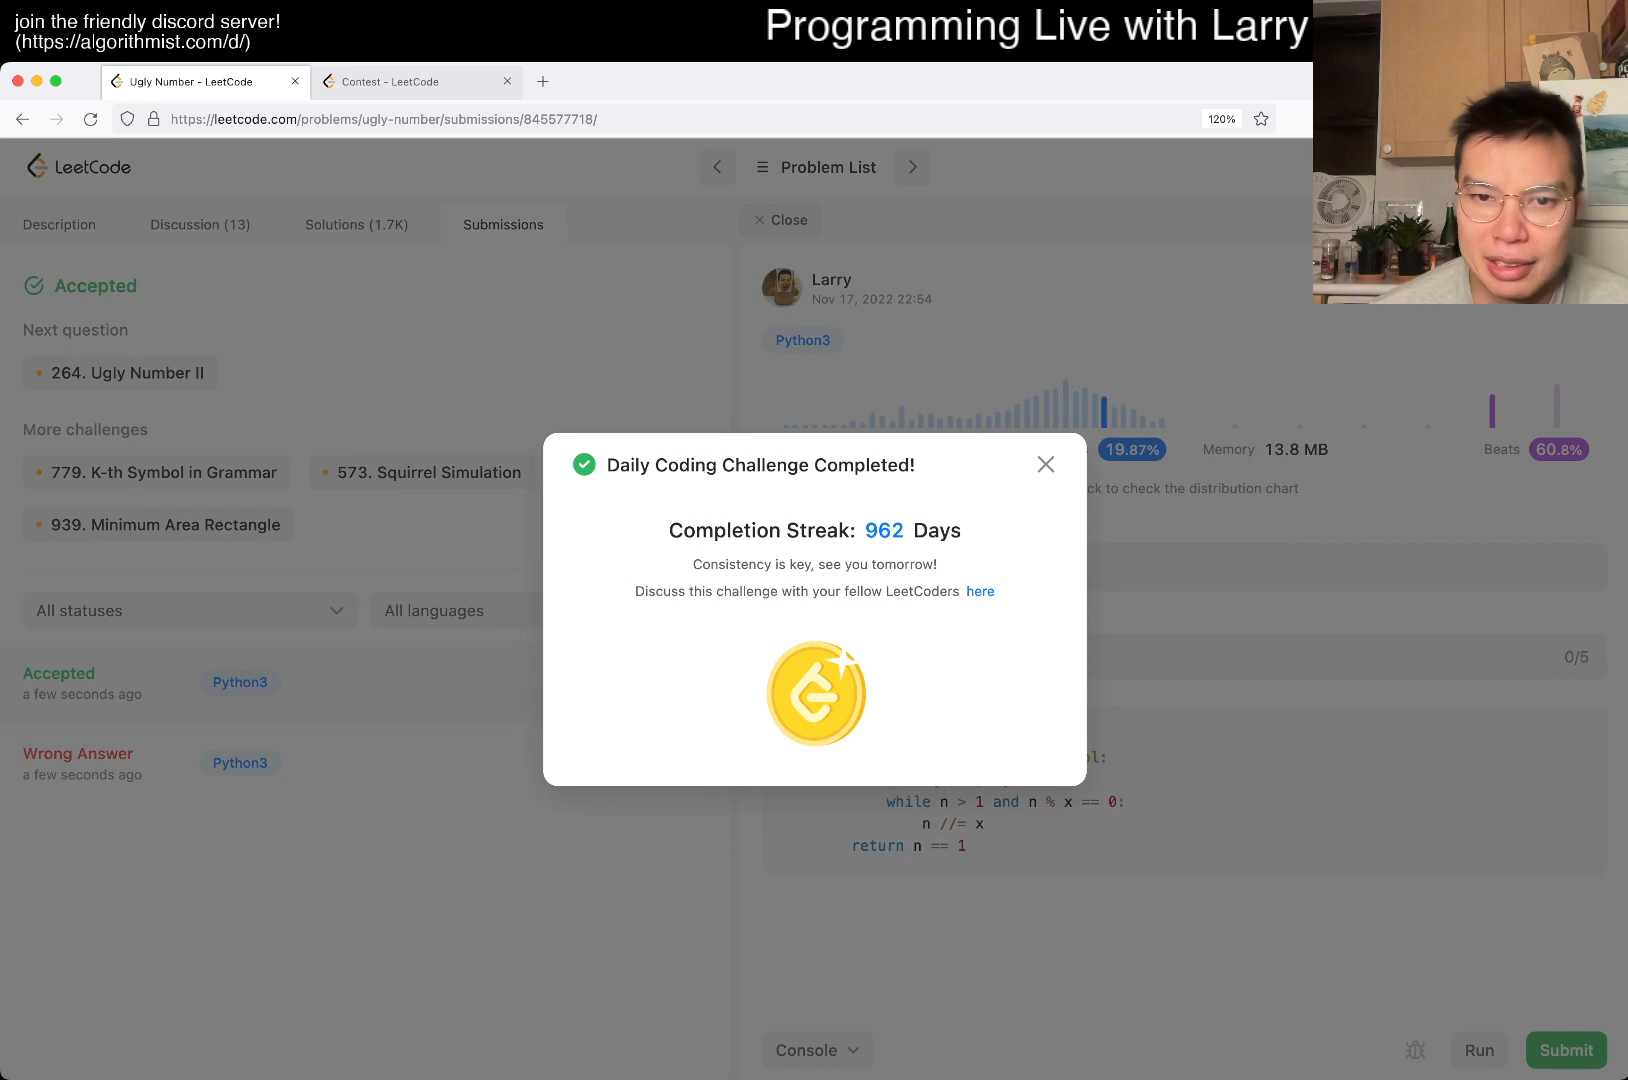 join the friendly discord server!
(https://algorithmist.com/d/)
Programming Live with Larry
Ugly Number - LeetCode
Contest - LeetCode
https://leetcode.com/problems/ugly-number/submissions/845577718/
120%
LeetCode
Problem List
Description
Discussion (13)
Solutions (1.7K)
Submissions
Close
Accepted
Larry
Nov 17, 2022 22:54
Next question
Python3
264. Ugly Number II
More challenges
19.87%
Memory 13.8 MB
Beats 60.8%
779. K-th Symbol in Grammar
573. Squirrel Simulation
ck to check the distribution chart
939. Minimum Area Rectangle
Daily Coding Challenge Completed!
Completion Streak: 962 Days
Consistency is key, see you tomorrow!
Discuss this challenge with your fellow LeetCoders here
All statuses
All languages
0/5
Accepted
a few seconds ago
Python3
Wrong Answer
a few seconds ago
Python3
ol:
while n > 1 and n % x == 0:
n //= x
return n == 1
Console
Run
Submit